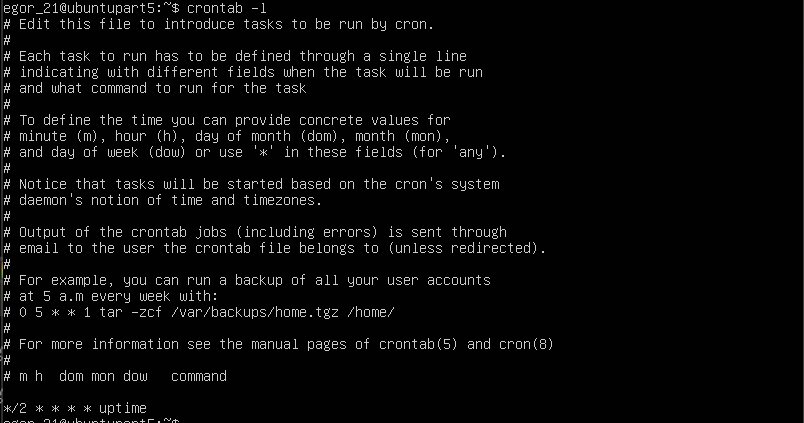 egor_21@ubuntupart5:~$ crontab -l
# Edit this file to introduce tasks to be run by cron.
#
# Each task to run has to be defined through a single line
# indicating with different fields when the task will be run
# and what command to run for the task
#
# To define the time you can provide concrete values for
# minute (m), hour (h), day of month (dom), month (mon),
# and day of week (dow) or use '*' in these fields (for 'any').
#
# Notice that tasks will be started based on the cron's system
# daemon's notion of time and timezones.
#
# Output of the crontab jobs (including errors) is sent through
# email to the user the crontab file belongs to (unless redirected).
#
# For example, you can run a backup of all your user accounts
# at 5 a.m every week with:
# 0 5 * * 1 tar -zcf /var/backups/home.tgz /home/
#
# For more information see the manual pages of crontab(5) and cron(8)
#
# m h  dom mon dow   command
*/2 * * * * uptime
egor_21@ubuntupart5:~$